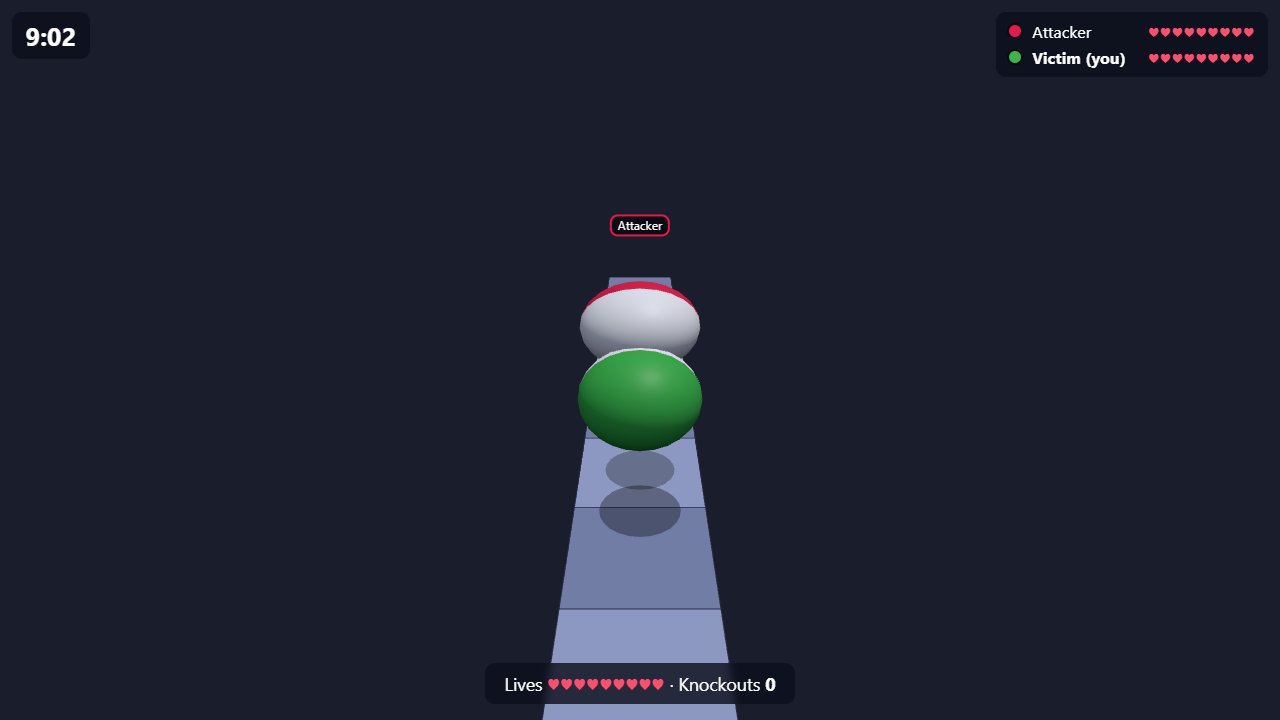 9:02
Attacker ♥♥♥♥♥♥♥♥♥
Victim (you) ♥♥♥♥♥♥♥♥♥
Attacker
Lives ♥♥♥♥♥♥♥♥♥ · Knockouts 0